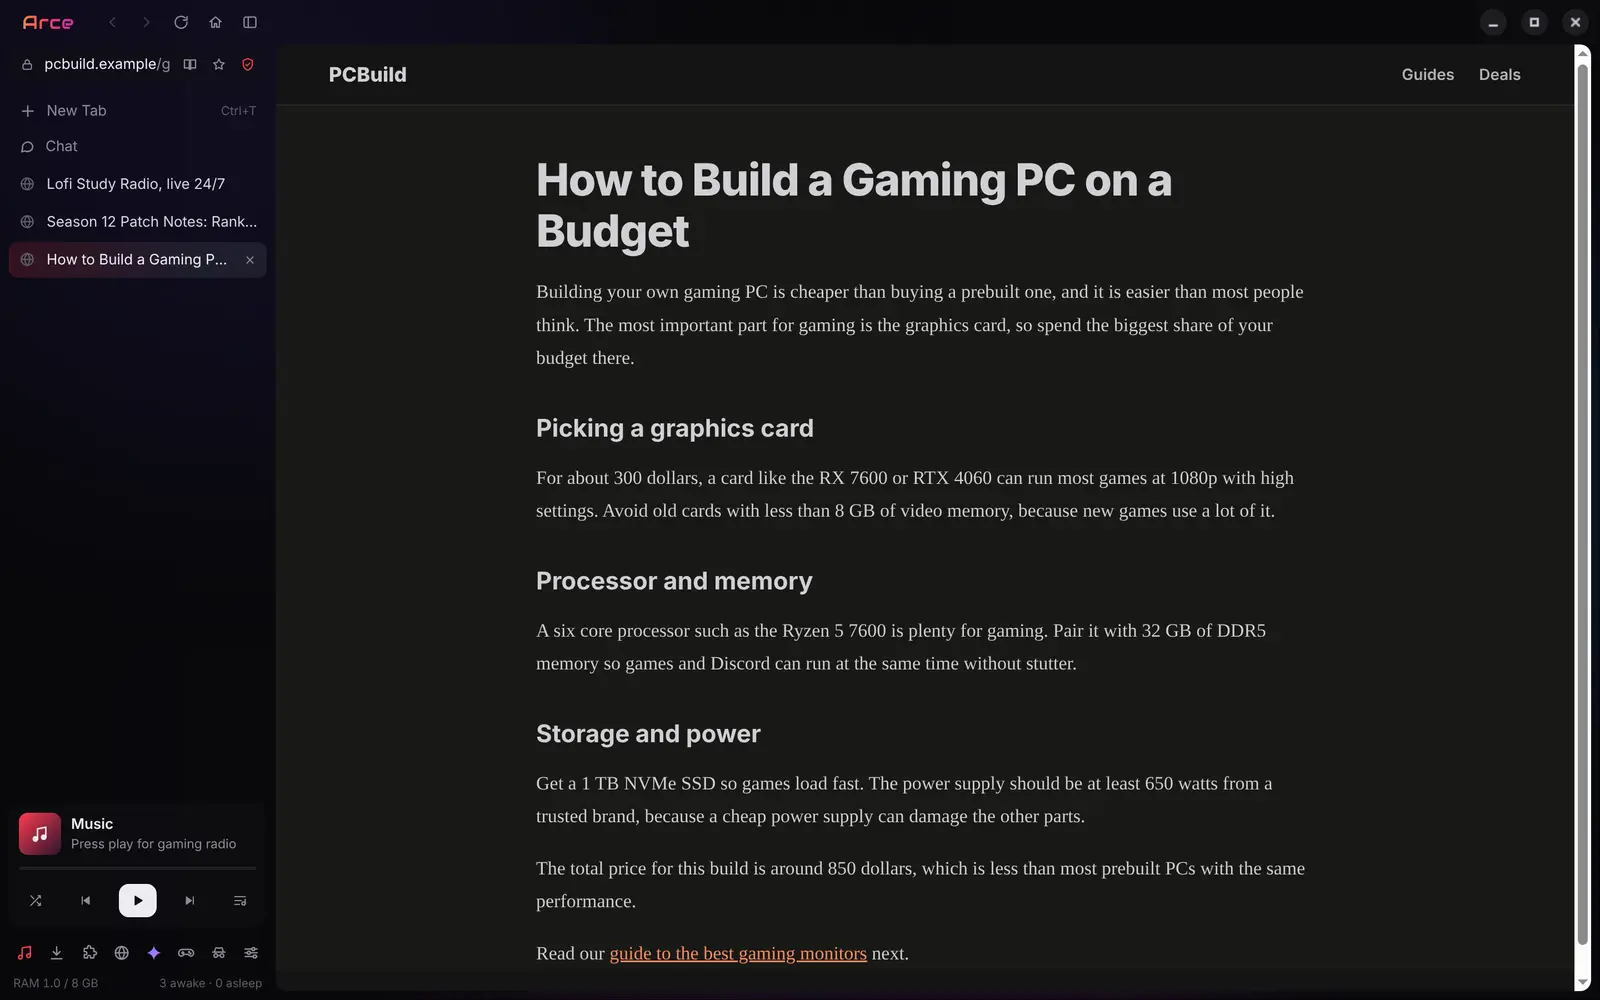 Arce
pcbuild.example/g
New Tab
Ctrl+T
Chat
Lofi Study Radio, live 24/7
Season 12 Patch Notes: Rank...
How to Build a Gaming P...
Music
Press play for gaming radio
RAM 1.0 / 8 GB
3 awake · 0 asleep
PCBuild
Guides
Deals
How to Build a Gaming PC on a
Budget
Building your own gaming PC is cheaper than buying a prebuilt one, and it is easier than most people
think. The most important part for gaming is the graphics card, so spend the biggest share of your
budget there.
Picking a graphics card
For about 300 dollars, a card like the RX 7600 or RTX 4060 can run most games at 1080p with high
settings. Avoid old cards with less than 8 GB of video memory, because new games use a lot of it.
Processor and memory
A six core processor such as the Ryzen 5 7600 is plenty for gaming. Pair it with 32 GB of DDR5
memory so games and Discord can run at the same time without stutter.
Storage and power
Get a 1 TB NVMe SSD so games load fast. The power supply should be at least 650 watts from a
trusted brand, because a cheap power supply can damage the other parts.
The total price for this build is around 850 dollars, which is less than most prebuilt PCs with the same
performance.
Read our guide to the best gaming monitors next.